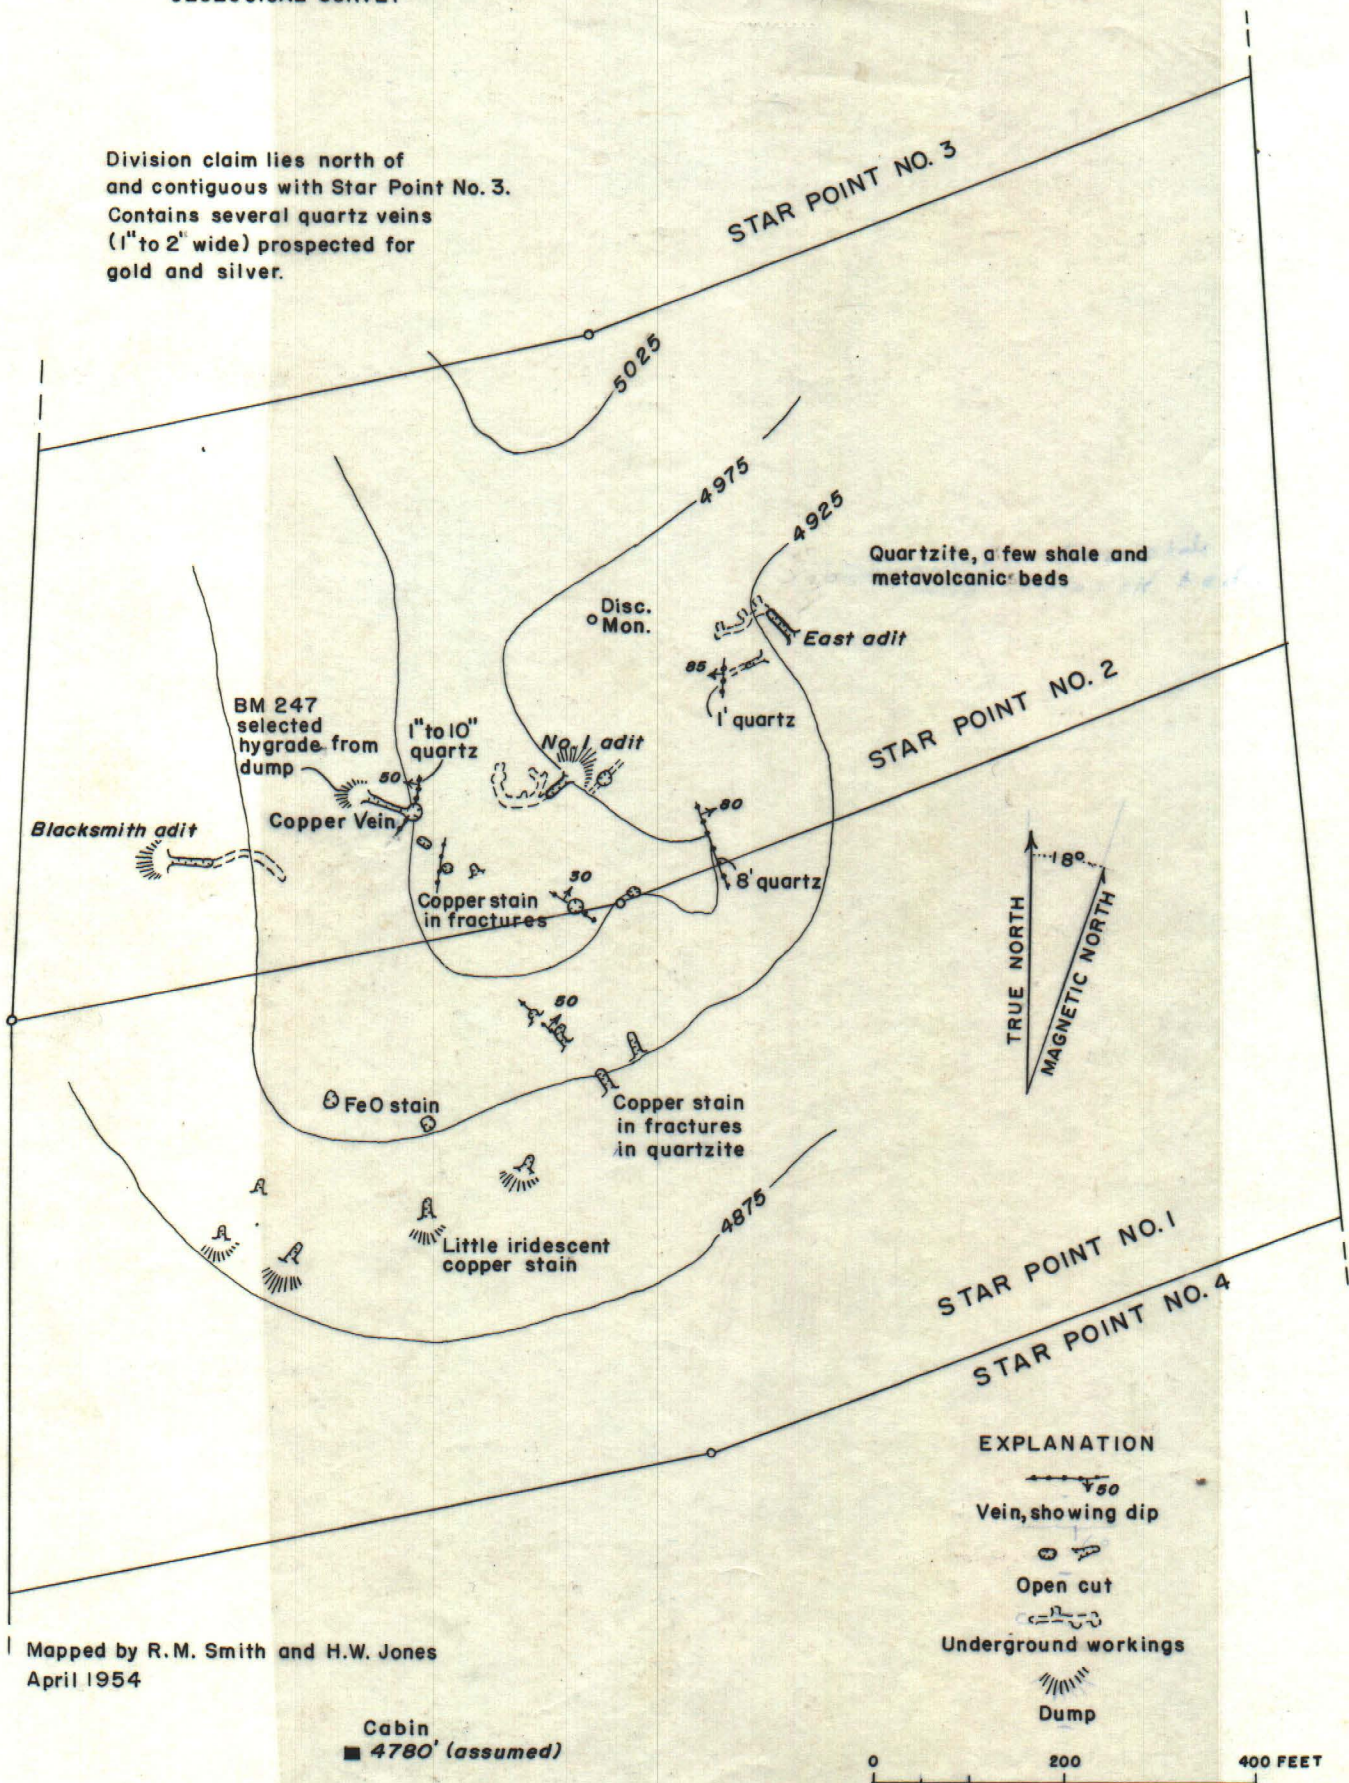 GEOLOGICAL SURVEY
Division claim lies north of
and contiguous with Star Point No. 3.
Contains several quartz veins
(1" to 2" wide) prospected for
gold and silver.
STAR POINT NO. 3
5025
4975
4925
Quartzite, a few shale and
metavolcanic beds
Disc.
Mon.
East adit
85
1' quartz
STAR POINT NO. 2
BM 247
selected
hygrade from
dump
1" to 10"
quartz
50
No. 1 adit
Copper Vein
80
Blacksmith adit
8' quartz
30
Copper stain
in fractures
18°
TRUE NORTH
MAGNETIC NORTH
50
FeO stain
Copper stain
in fractures
in quartzite
4875
Little iridescent
copper stain
STAR POINT NO. 1
STAR POINT NO. 4
EXPLANATION
50
Vein, showing dip
Open cut
Underground workings
Dump
Mapped by R.M. Smith and H.W. Jones
April 1954
Cabin
4780' (assumed)
0 200 400 FEET